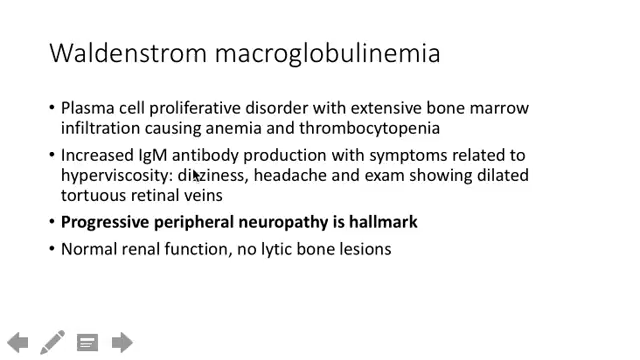 Waldenstrom macroglobulinemia
• Plasma cell proliferative disorder with extensive bone marrow
infiltration causing anemia and thrombocytopenia
• Increased IgM antibody production with symptoms related to
hyperviscosity: dizziness, headache and exam showing dilated
tortuous retinal veins
• Progressive peripheral neuropathy is hallmark
• Normal renal function, no lytic bone lesions